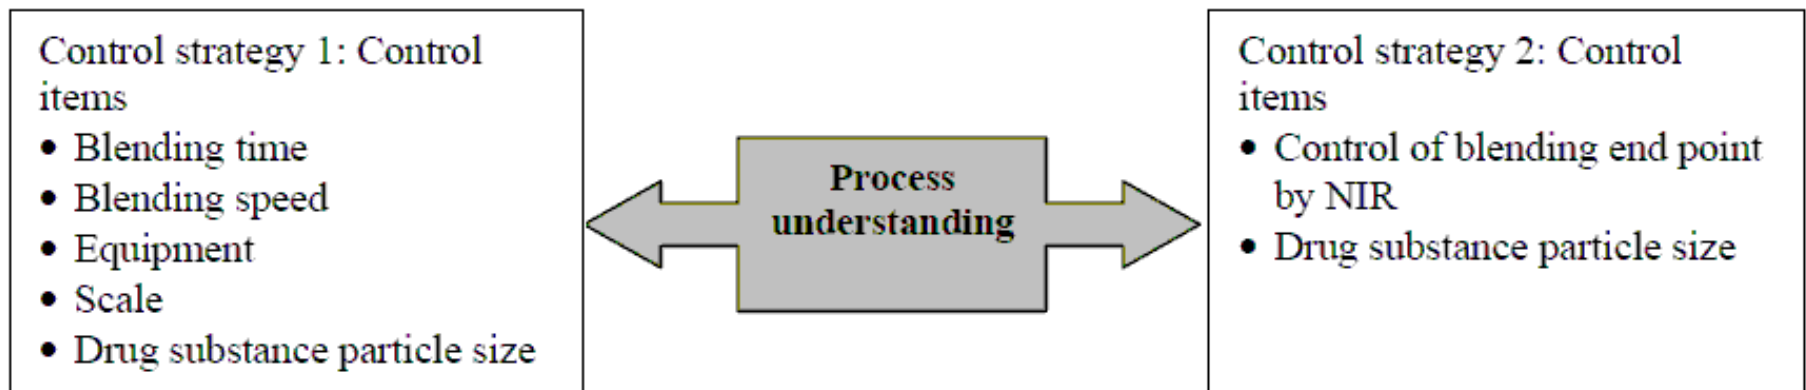 Control strategy 1: Control
items
• Blending time
• Blending speed
• Equipment
• Scale
• Drug substance particle size
Process
understanding
Control strategy 2: Control
items
• Control of blending end point
by NIR
• Drug substance particle size